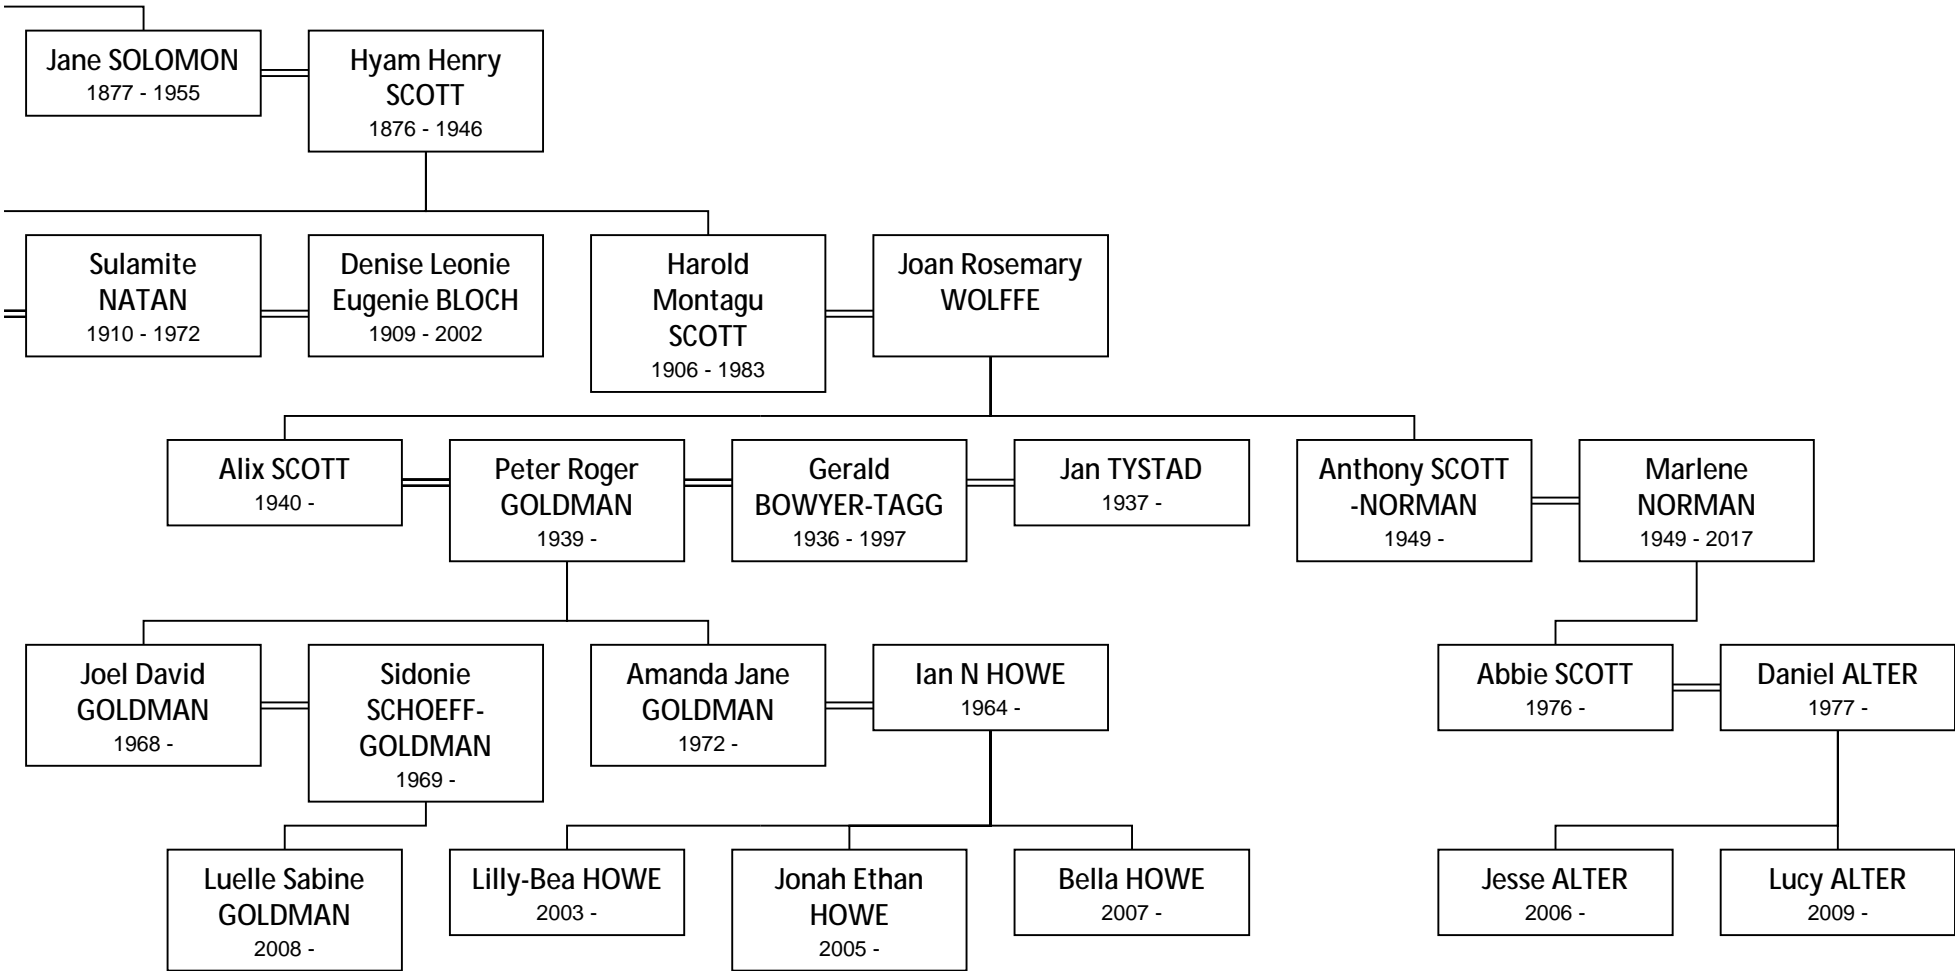 Jane SOLOMON
1877 - 1955
Hyam Henry
SCOTT
1876 - 1946
Sulamite
NATAN
1910 - 1972
Denise Leonie
Eugenie BLOCH
1909 - 2002
Harold
Montagu
SCOTT
1906 - 1983
Joan Rosemary
WOLFFE
Alix SCOTT
1940 -
Peter Roger
GOLDMAN
1939 -
Gerald
BOWYER-TAGG
1936 - 1997
Jan TYSTAD
1937 -
Anthony SCOTT
-NORMAN
1949 -
Marlene
NORMAN
1949 - 2017
Joel David
GOLDMAN
1968 -
Sidonie
SCHOEFF-
GOLDMAN
1969 -
Amanda Jane
GOLDMAN
1972 -
Ian N HOWE
1964 -
Abbie SCOTT
1976 -
Daniel ALTER
1977 -
Luelle Sabine
GOLDMAN
2008 -
Lilly-Bea HOWE
2003 -
Jonah Ethan
HOWE
2005 -
Bella HOWE
2007 -
Jesse ALTER
2006 -
Lucy ALTER
2009 -